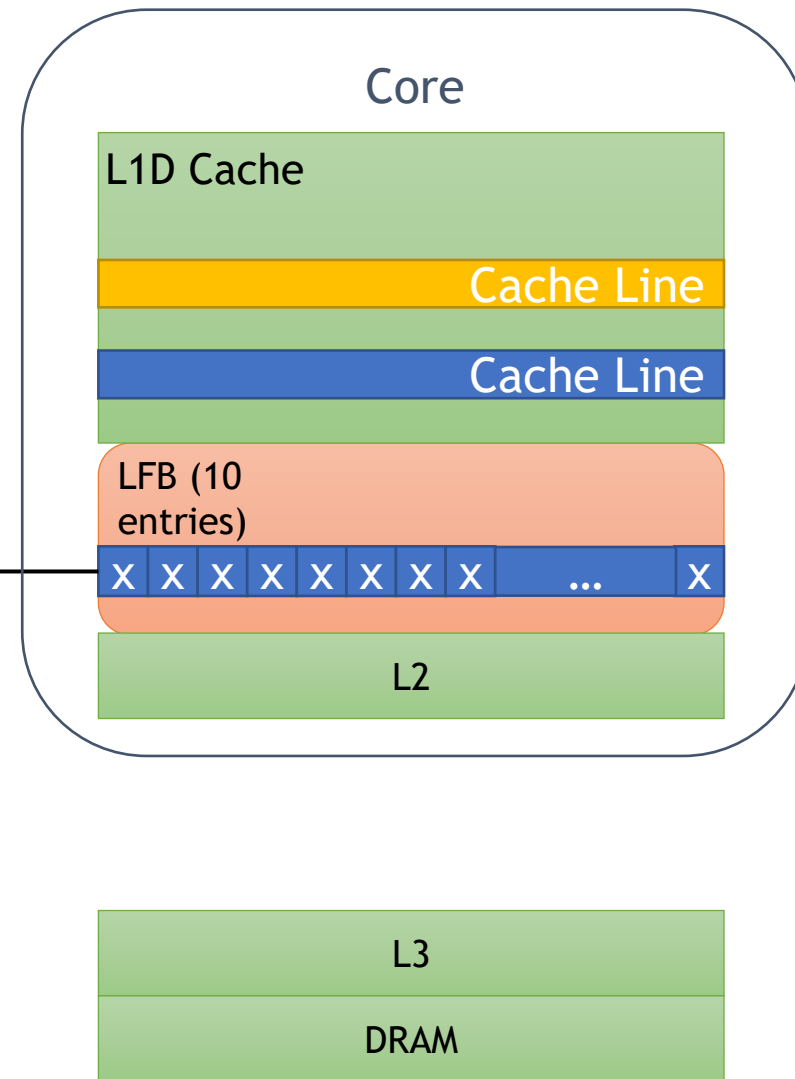 Core
L1D Cache
Cache Line
Cache Line
LFB (10
entries)
x x x x x x x x ... x
L2
L3
DRAM